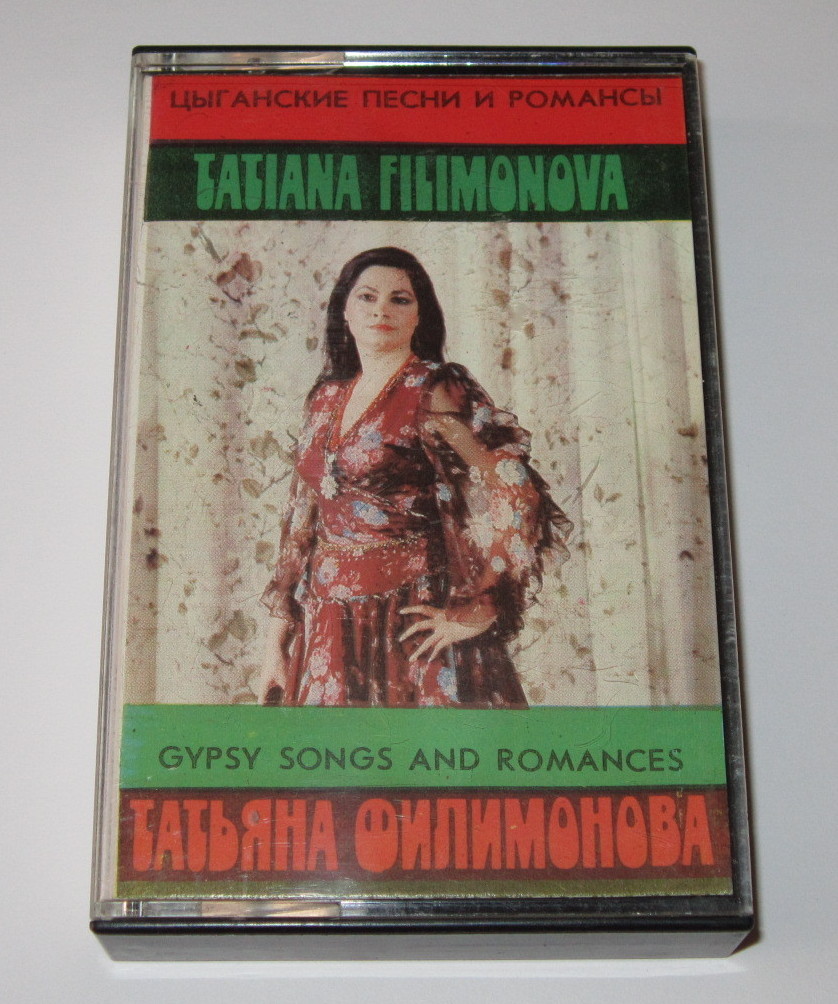 ЦЫГАНСКИЕ ПЕСНИ И РОМАНСЫ
TATIANA FILIMONOVA
GYPSY SONGS AND ROMANCES
ТАТЬЯНА ФИЛИМОНОВА